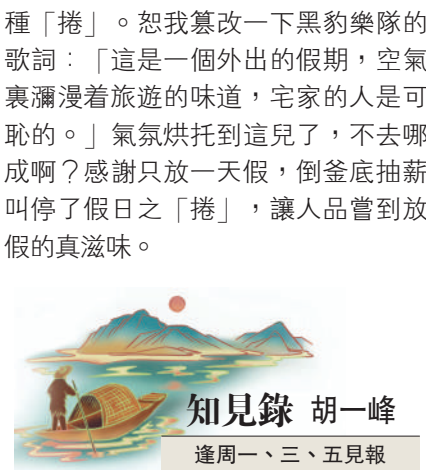 種「捲」。恕我篡改一下黑豹樂隊的
歌詞：「這是一個外出的假期，空氣
裏瀰漫着旅遊的味道，宅家的人是可
恥的。」氣氛烘托到這兒了，不去哪
成啊？感謝只放一天假，倒釜底抽薪
叫停了假日之「捲」，讓人品嘗到放
假的真滋味。
知見錄 胡一峰
逢周一、三、五見報